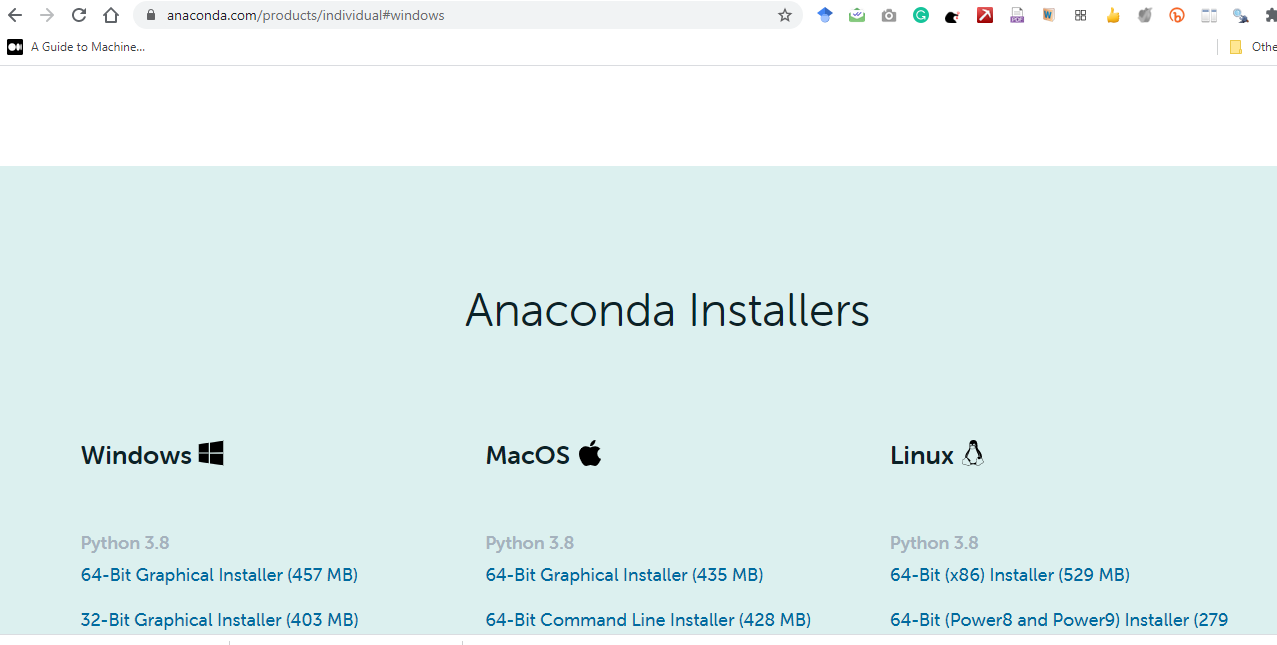 anaconda.com/products/individual#windows
A Guide to Machine...
Othe
Anaconda Installers
Windows
MacOS
Linux
Python 3.8
64-Bit Graphical Installer (457 MB)
32-Bit Graphical Installer (403 MB)
Python 3.8
64-Bit Graphical Installer (435 MB)
64-Bit Command Line Installer (428 MB)
Python 3.8
64-Bit (x86) Installer (529 MB)
64-Bit (Power8 and Power9) Installer (279